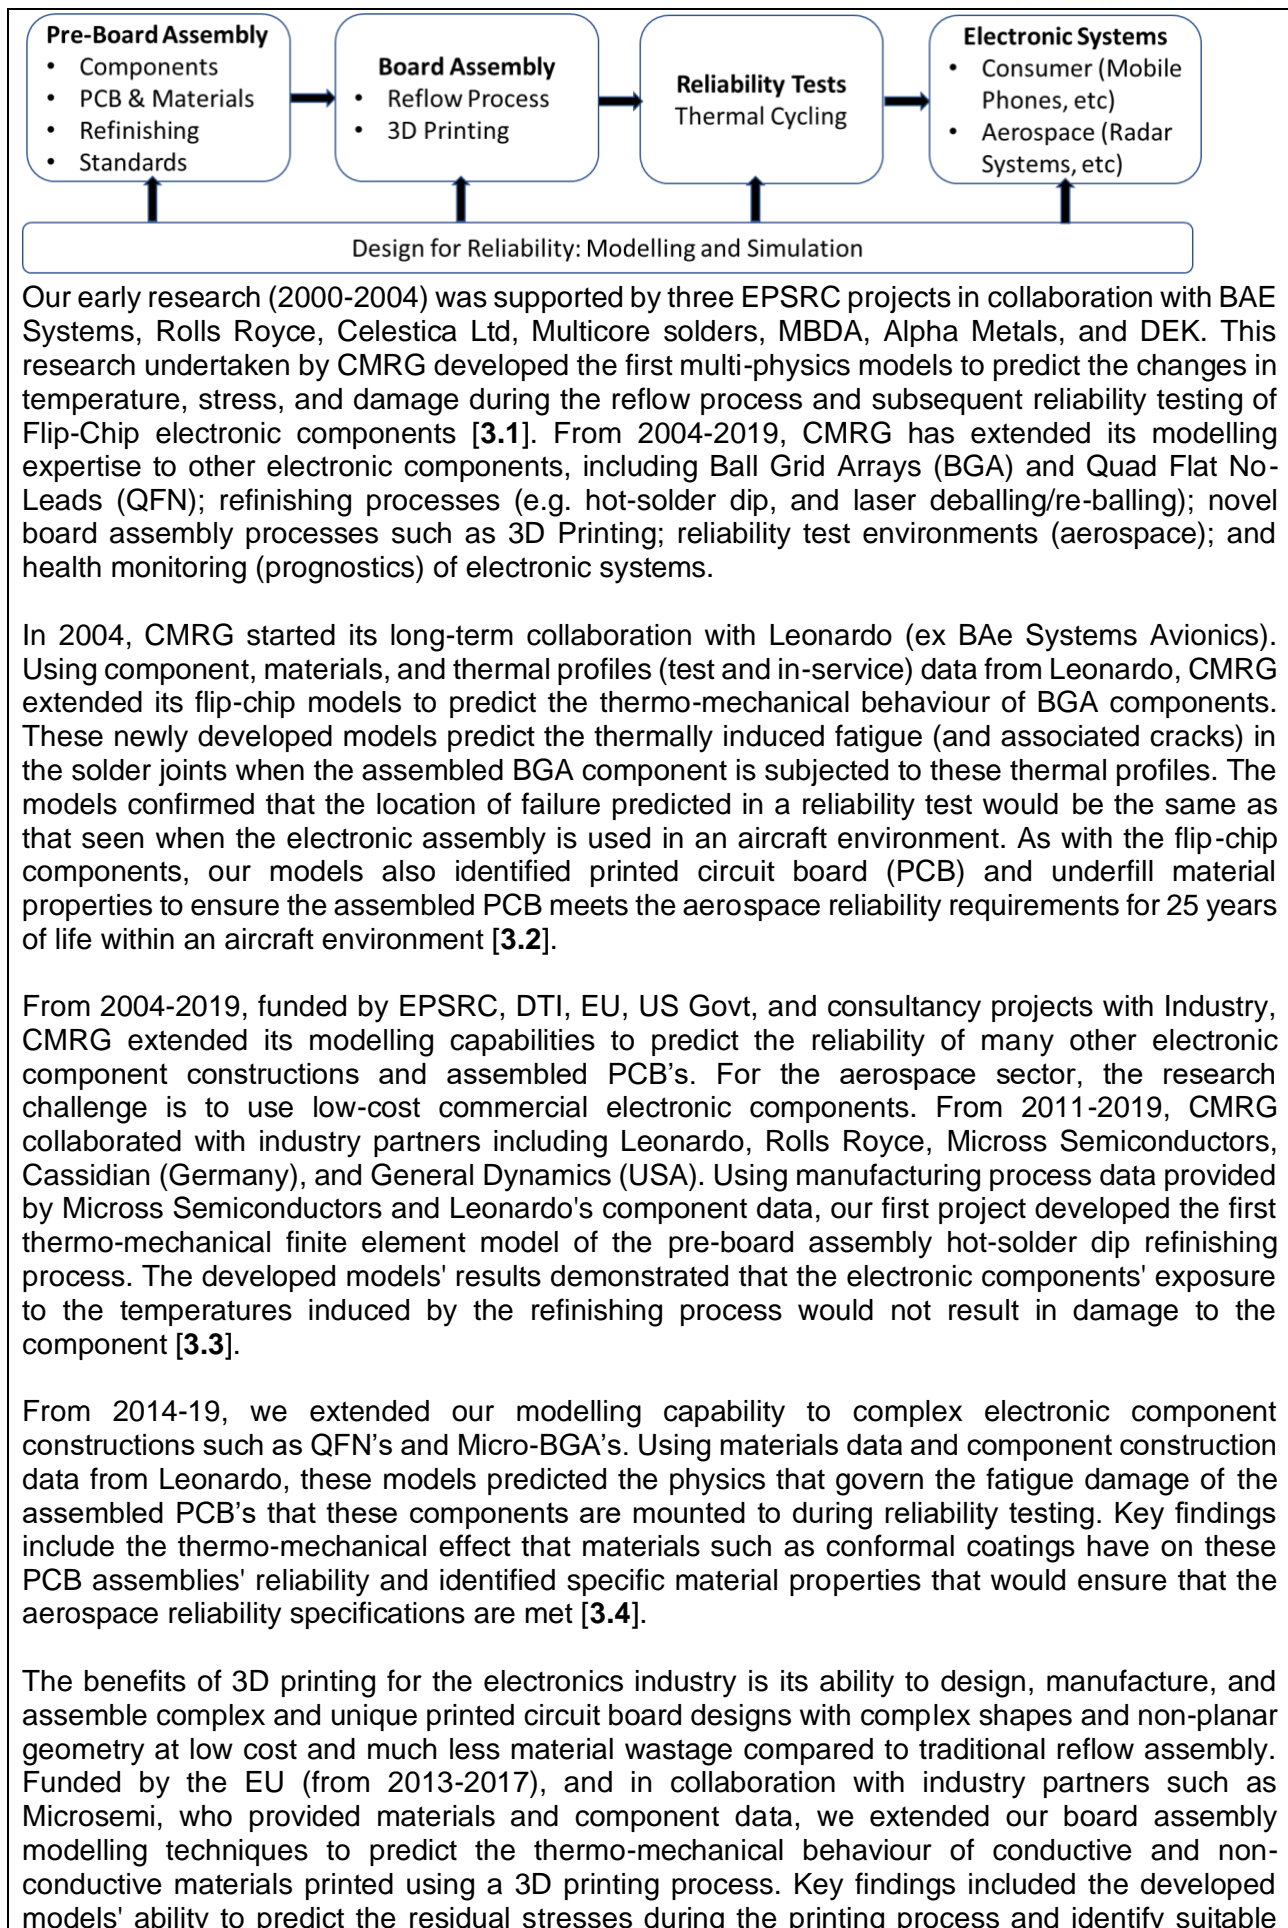 Pre-Board Assembly
• Components
• PCB & Materials
• Refinishing
• Standards
Board Assembly
• Reflow Process
• 3D Printing
Reliability Tests
Thermal Cycling
Electronic Systems
• Consumer (Mobile
Phones, etc)
• Aerospace (Radar
Systems, etc)
Design for Reliability: Modelling and Simulation
Our early research (2000-2004) was supported by three EPSRC projects in collaboration with BAE
Systems, Rolls Royce, Celestica Ltd, Multicore solders, MBDA, Alpha Metals, and DEK. This
research undertaken by CMRG developed the first multi-physics models to predict the changes in
temperature, stress, and damage during the reflow process and subsequent reliability testing of
Flip-Chip electronic components [3.1]. From 2004-2019, CMRG has extended its modelling
expertise to other electronic components, including Ball Grid Arrays (BGA) and Quad Flat No-
Leads (QFN); refinishing processes (e.g. hot-solder dip, and laser deballing/re-balling); novel
board assembly processes such as 3D Printing; reliability test environments (aerospace); and
health monitoring (prognostics) of electronic systems.
In 2004, CMRG started its long-term collaboration with Leonardo (ex BAe Systems Avionics).
Using component, materials, and thermal profiles (test and in-service) data from Leonardo, CMRG
extended its flip-chip models to predict the thermo-mechanical behaviour of BGA components.
These newly developed models predict the thermally induced fatigue (and associated cracks) in
the solder joints when the assembled BGA component is subjected to these thermal profiles. The
models confirmed that the location of failure predicted in a reliability test would be the same as
that seen when the electronic assembly is used in an aircraft environment. As with the flip-chip
components, our models also identified printed circuit board (PCB) and underfill material
properties to ensure the assembled PCB meets the aerospace reliability requirements for 25 years
of life within an aircraft environment [3.2].
From 2004-2019, funded by EPSRC, DTI, EU, US Govt, and consultancy projects with Industry,
CMRG extended its modelling capabilities to predict the reliability of many other electronic
component constructions and assembled PCB's. For the aerospace sector, the research
challenge is to use low-cost commercial electronic components. From 2011-2019, CMRG
collaborated with industry partners including Leonardo, Rolls Royce, Micross Semiconductors,
Cassidian (Germany), and General Dynamics (USA). Using manufacturing process data provided
by Micross Semiconductors and Leonardo's component data, our first project developed the first
thermo-mechanical finite element model of the pre-board assembly hot-solder dip refinishing
process. The developed models' results demonstrated that the electronic components' exposure
to the temperatures induced by the refinishing process would not result in damage to the
component [3.3].
From 2014-19, we extended our modelling capability to complex electronic component
constructions such as QFN's and Micro-BGA's. Using materials data and component construction
data from Leonardo, these models predicted the physics that govern the fatigue damage of the
assembled PCB's that these components are mounted to during reliability testing. Key findings
include the thermo-mechanical effect that materials such as conformal coatings have on these
PCB assemblies' reliability and identified specific material properties that would ensure that the
aerospace reliability specifications are met [3.4].
The benefits of 3D printing for the electronics industry is its ability to design, manufacture, and
assemble complex and unique printed circuit board designs with complex shapes and non-planar
geometry at low cost and much less material wastage compared to traditional reflow assembly.
Funded by the EU (from 2013-2017), and in collaboration with industry partners such as
Microsemi, who provided materials and component data, we extended our board assembly
modelling techniques to predict the thermo-mechanical behaviour of conductive and non-
conductive materials printed using a 3D printing process. Key findings included the developed
models' ability to predict the residual stresses during the printing process and identify suitable